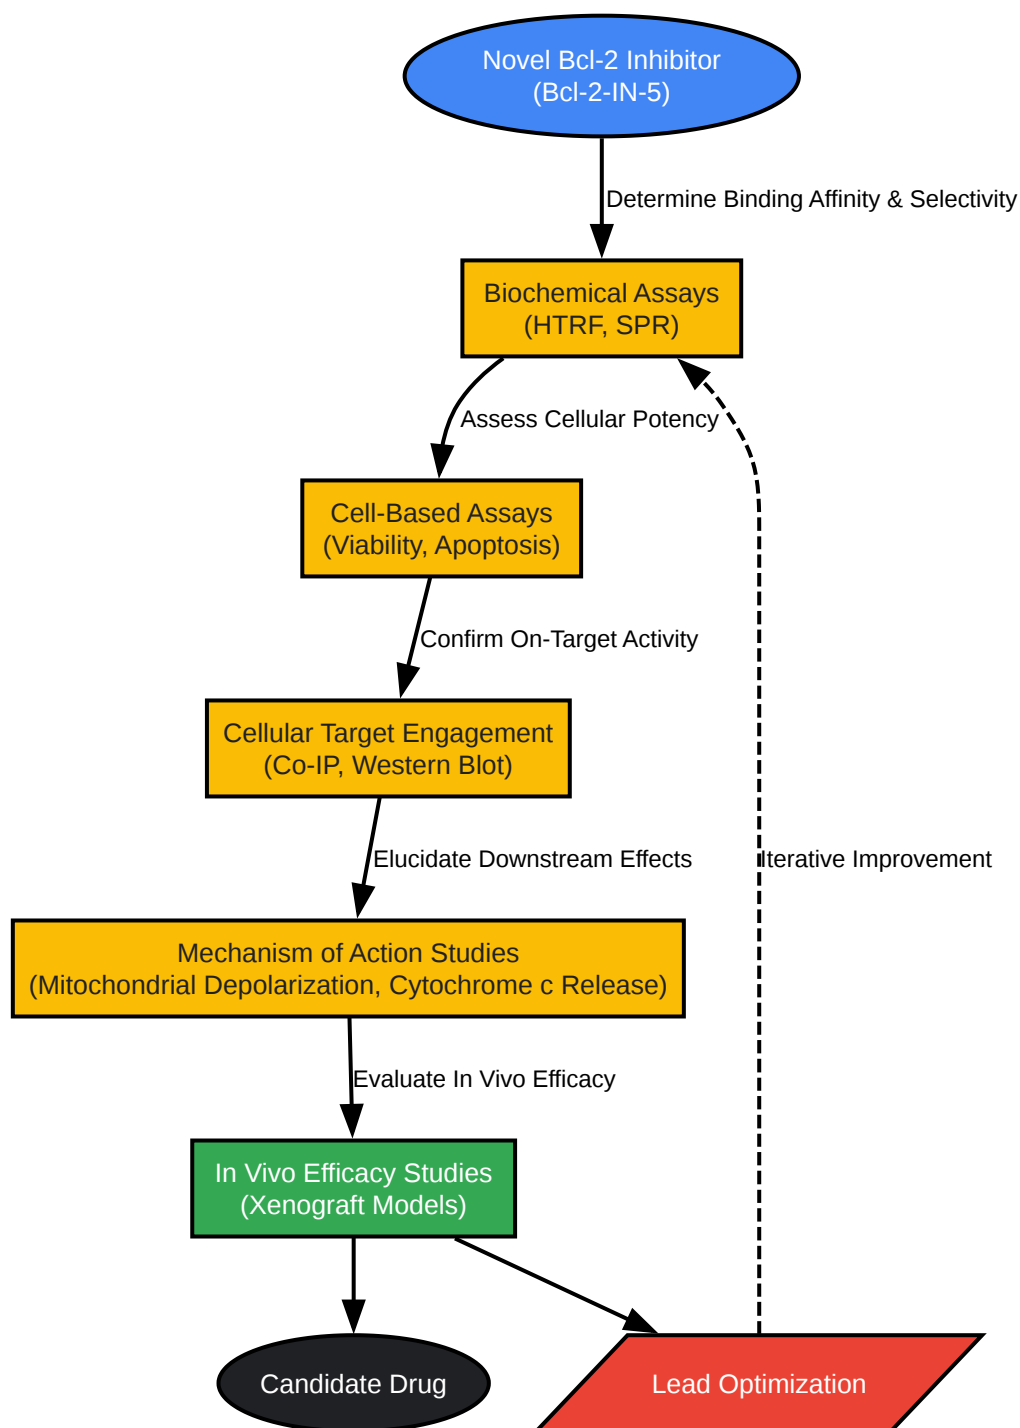 Novel Bcl-2 Inhibitor
(Bcl-2-IN-5)
Determine Binding Affinity & Selectivity
Biochemical Assays
(HTRF, SPR)
Assess Cellular Potency
Cell-Based Assays
(Viability, Apoptosis)
Confirm On-Target Activity
Cellular Target Engagement
(Co-IP, Western Blot)
Elucidate Downstream Effects
Iterative Improvement
Mechanism of Action Studies
(Mitochondrial Depolarization, Cytochrome c Release)
Evaluate In Vivo Efficacy
In Vivo Efficacy Studies
(Xenograft Models)
Candidate Drug
Lead Optimization